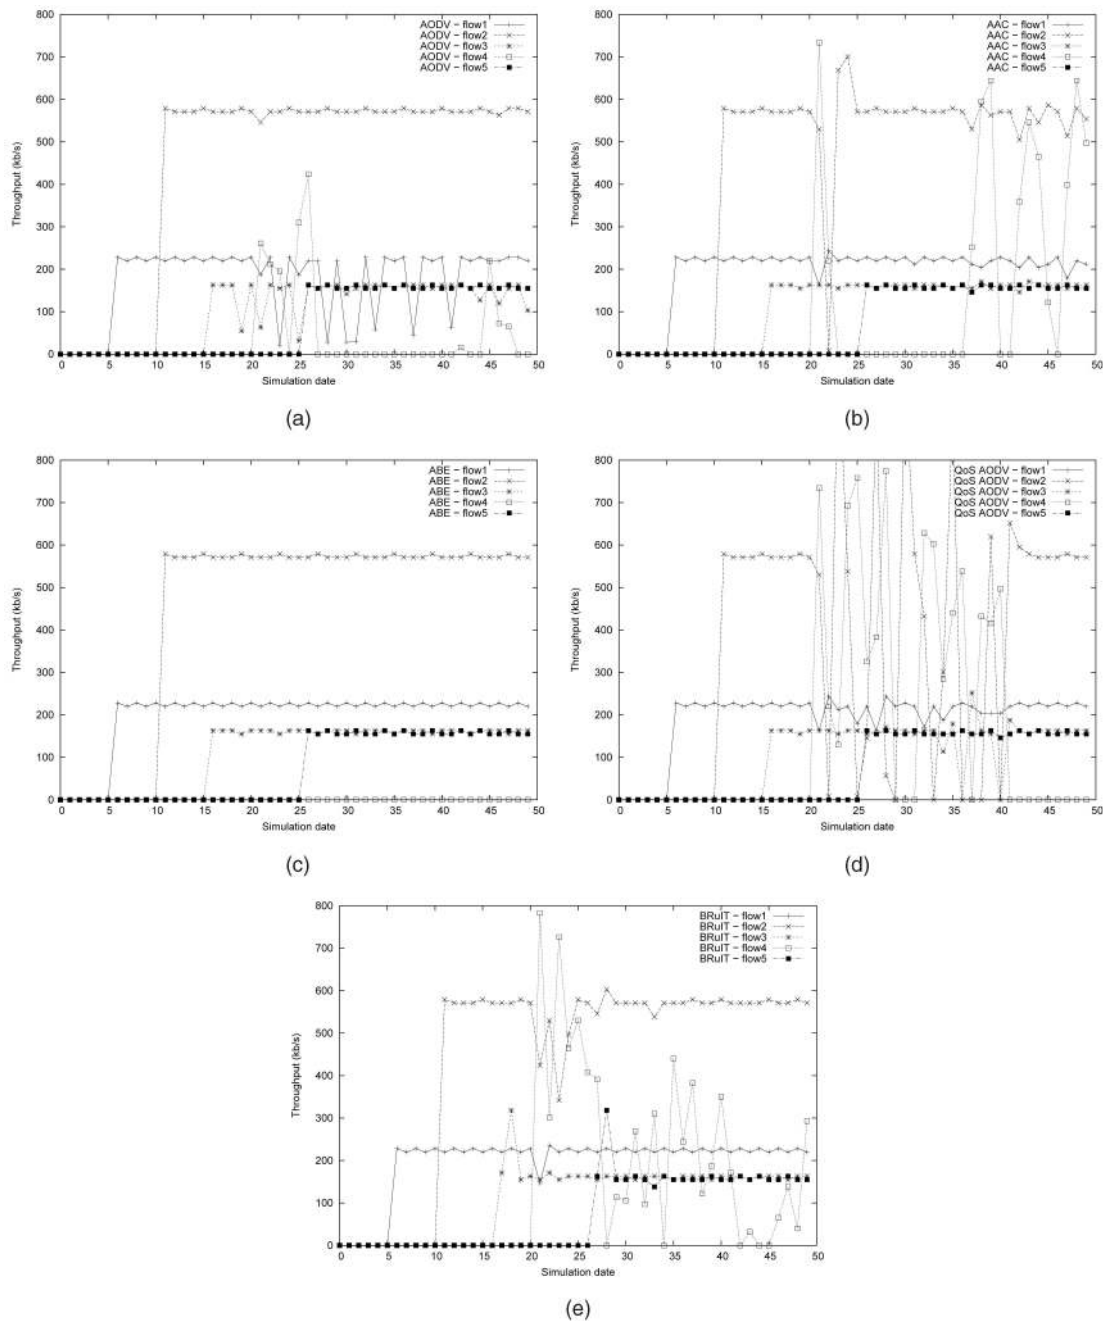 800
700
600
500
400
300
200
100
0
Throughput (kb/s)
AODV − flow1
AODV − flow2
AODV − flow3
AODV − flow4
AODV − flow5
0 5 10 15 20 25 30 35 40 45 50
Simulation date
(a)
800
700
600
500
400
300
200
100
0
Throughput (kb/s)
AAC − flow1
AAC − flow2
AAC − flow3
AAC − flow4
AAC − flow5
0 5 10 15 20 25 30 35 40 45 50
Simulation date
(b)
800
700
600
500
400
300
200
100
0
Throughput (kb/s)
ABE − flow1
ABE − flow2
ABE − flow3
ABE − flow4
ABE − flow5
0 5 10 15 20 25 30 35 40 45 50
Simulation date
(c)
800
700
600
500
400
300
200
100
0
Throughput (kb/s)
QoS AODV − flow1
QoS AODV − flow2
QoS AODV − flow3
QoS AODV − flow4
QoS AODV − flow5
0 5 10 15 20 25 30 35 40 45 50
Simulation date
(d)
800
700
600
500
400
300
200
100
0
Throughput (kb/s)
BRuIT − flow1
BRuIT − flow2
BRuIT − flow3
BRuIT − flow4
BRuIT − flow5
0 5 10 15 20 25 30 35 40 45 50
Simulation date
(e)